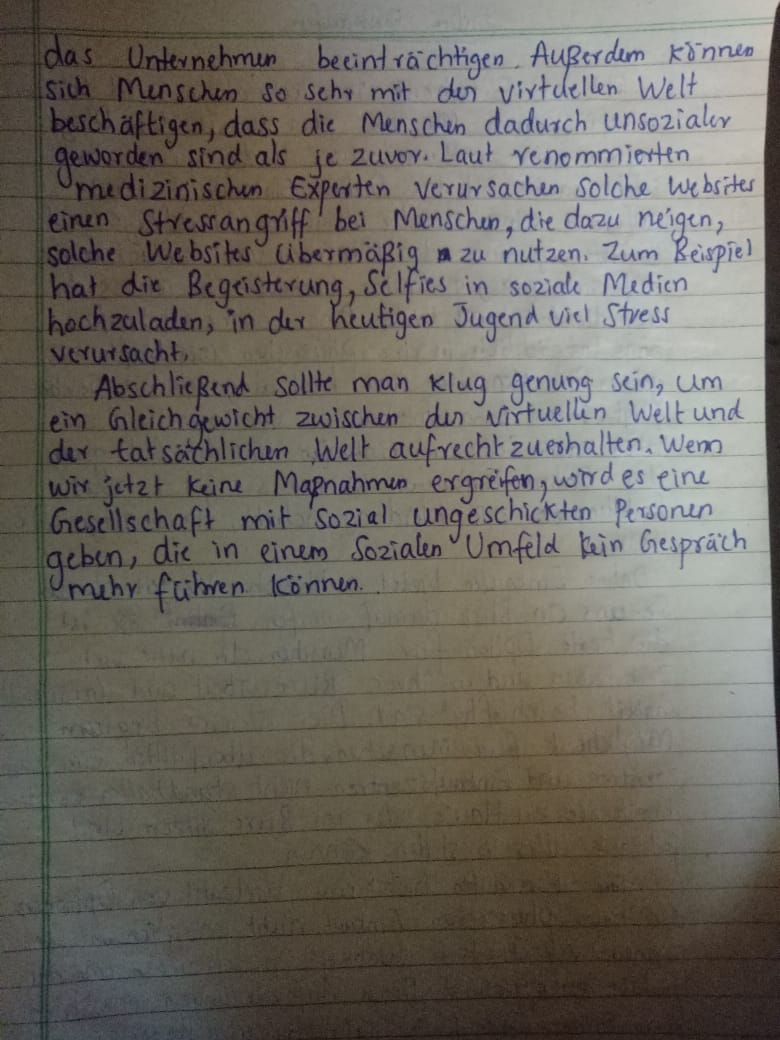 das Unternehmen beeinträchtigen. Außerdem können
sich Menschen so sehr mit der virtuellen Welt
beschäftigen, dass die Menschen dadurch unsozialer
geworden sind als je zuvor. Laut renommierten
medizinischen Experten verursachen solche Websites
einen Stressangriff bei Menschen, die dazu neigen,
solche Websites übermäßig zu nutzen. Zum Beispiel
hat die Begeisterung, Selfies in soziale Medien
hochzuladen, in der heutigen Jugend viel Stress
verursacht.
Abschließend sollte man klug genung sein, um
ein Gleichgewicht zwischen der virtuellen Welt und
der tatsächlichen Welt aufrecht zuerhalten. Wenn
wir jetzt keine Maßnahmen ergreifen, wird es eine
Gesellschaft mit sozial ungeschickten Personen
geben, die in einem sozialen Umfeld kein Gespräch
mehr führen können.